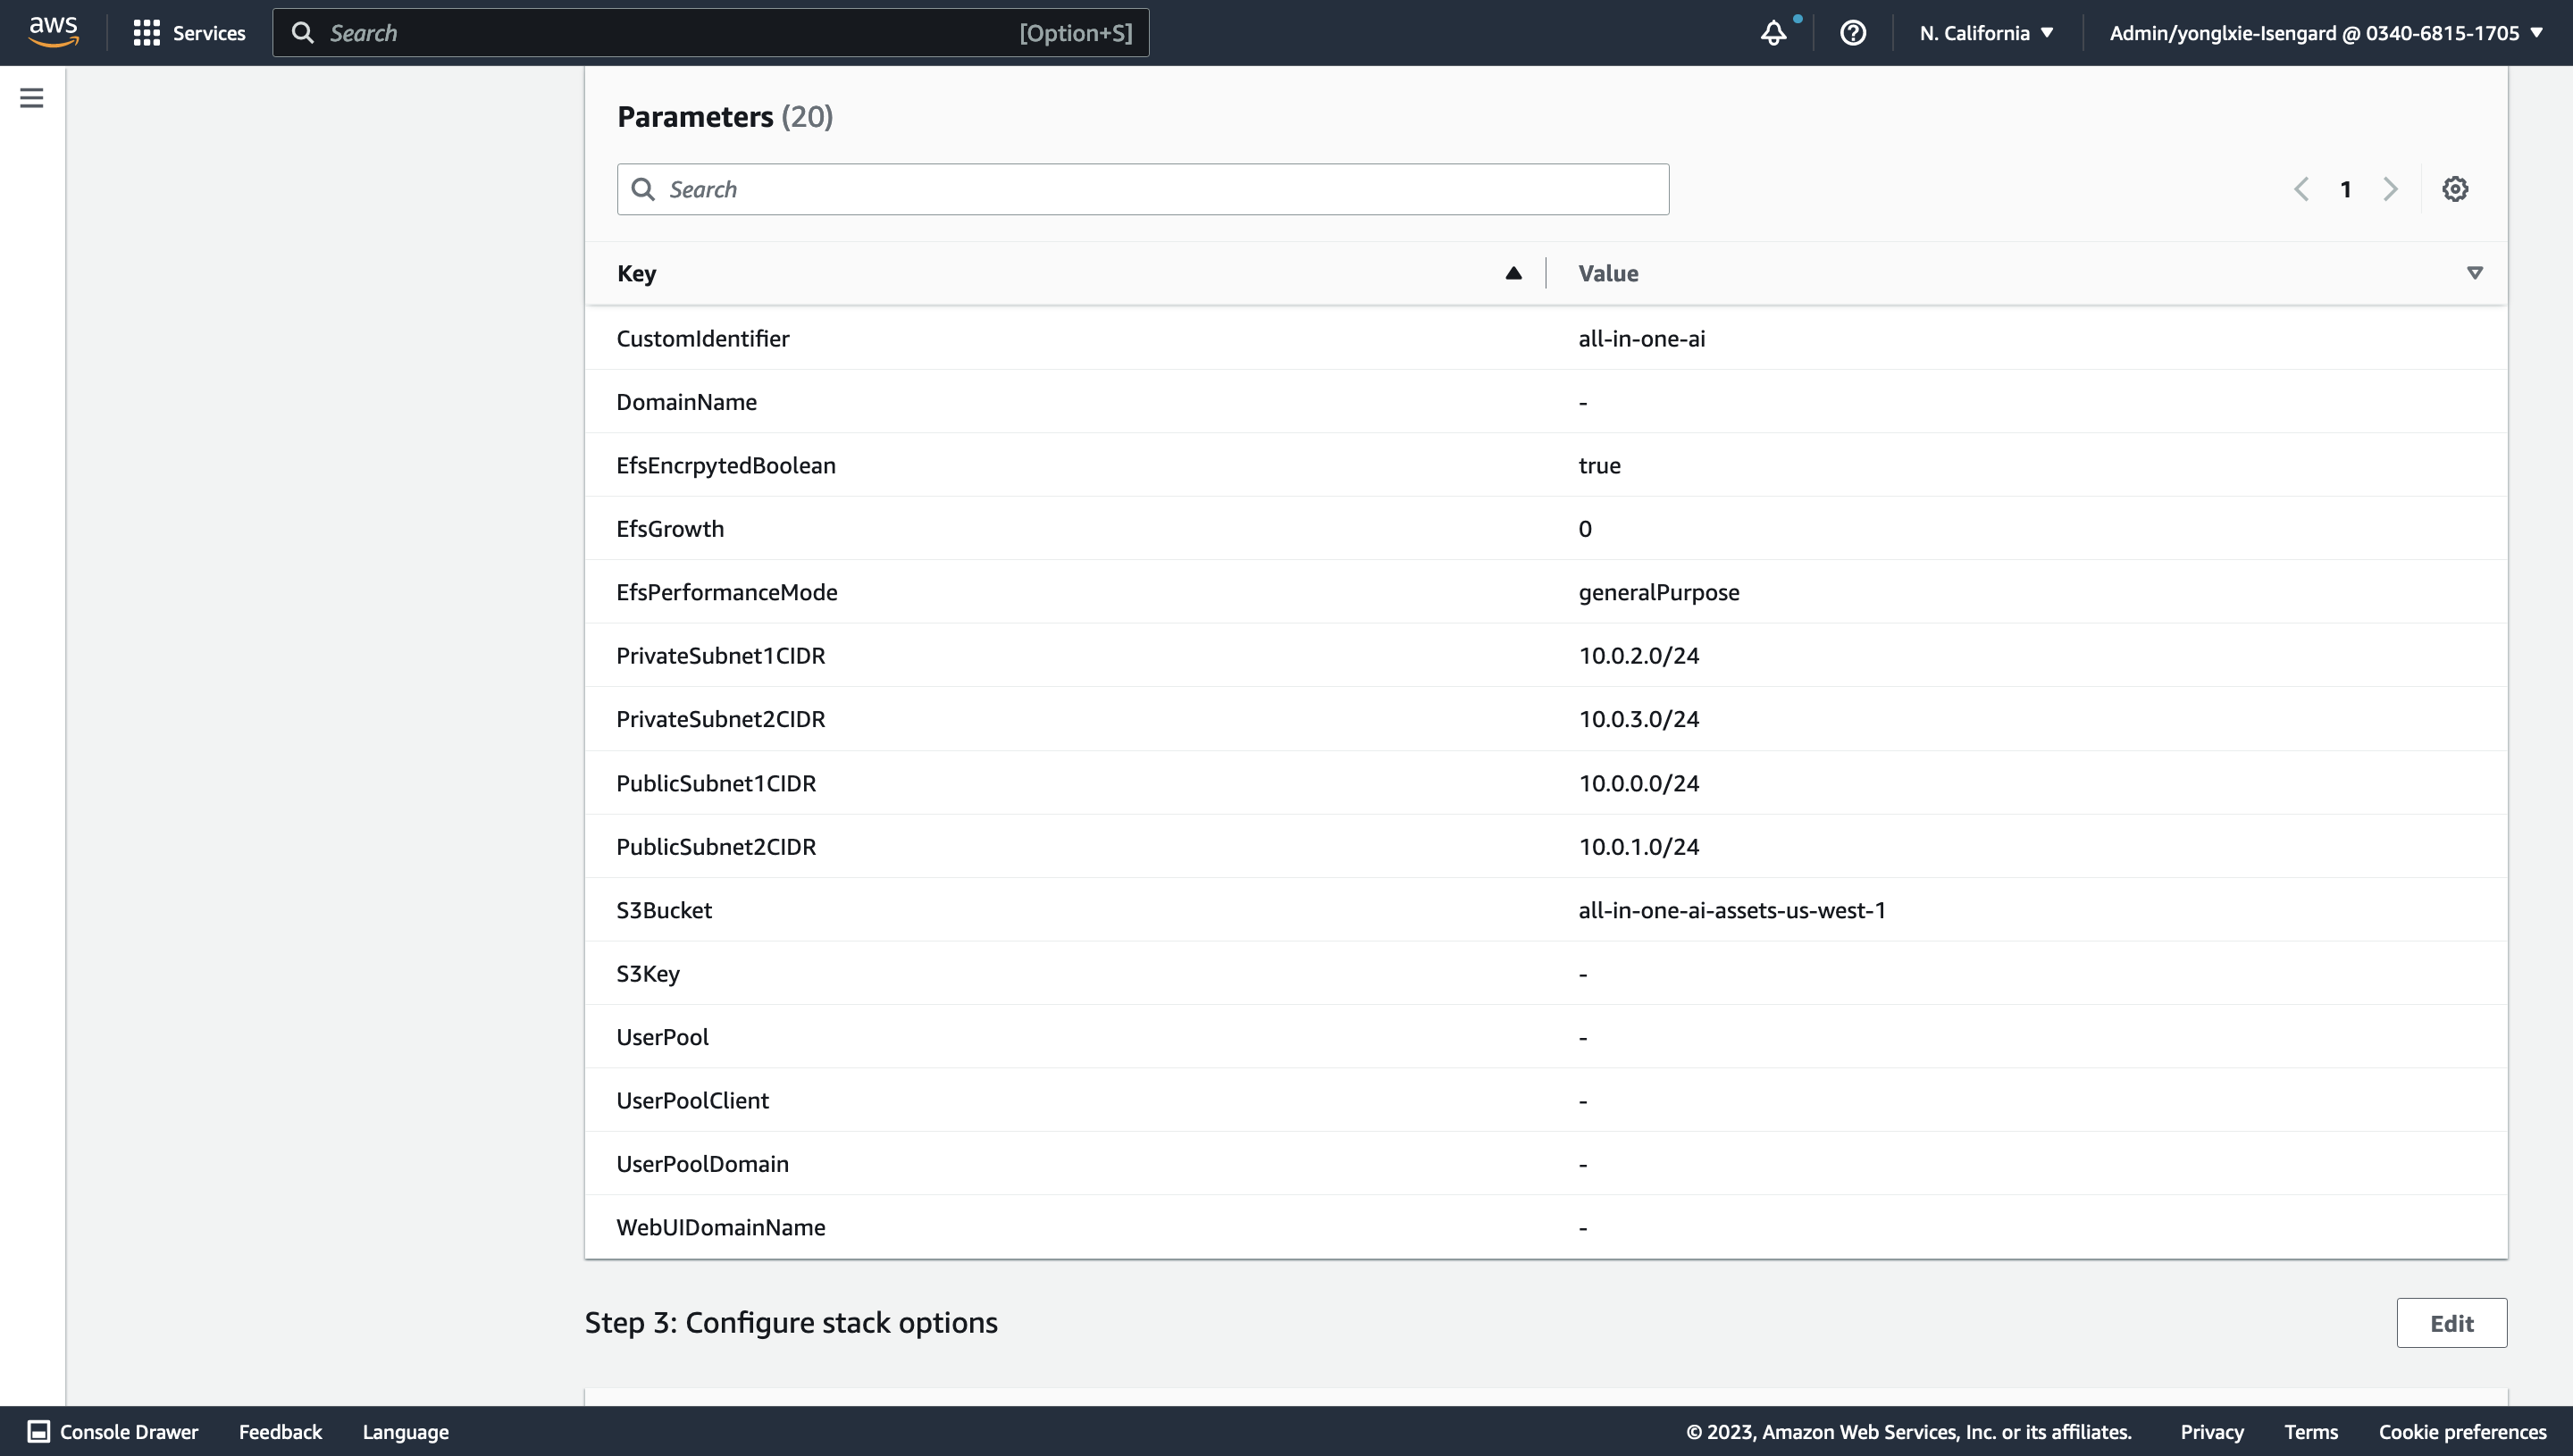 aws Services Search [Option+S] N. California Admin/yonglxie-Isengard @ 0340-6815-1705
Parameters (20)
Search 1
Key Value
CustomIdentifier all-in-one-ai
DomainName -
EfsEncrpytedBoolean true
EfsGrowth 0
EfsPerformanceMode generalPurpose
PrivateSubnet1CIDR 10.0.2.0/24
PrivateSubnet2CIDR 10.0.3.0/24
PublicSubnet1CIDR 10.0.0.0/24
PublicSubnet2CIDR 10.0.1.0/24
S3Bucket all-in-one-ai-assets-us-west-1
S3Key -
UserPool -
UserPoolClient -
UserPoolDomain -
WebUIDomainName -
Step 3: Configure stack options Edit
Console Drawer Feedback Language © 2023, Amazon Web Services, Inc. or its affiliates. Privacy Terms Cookie preferences